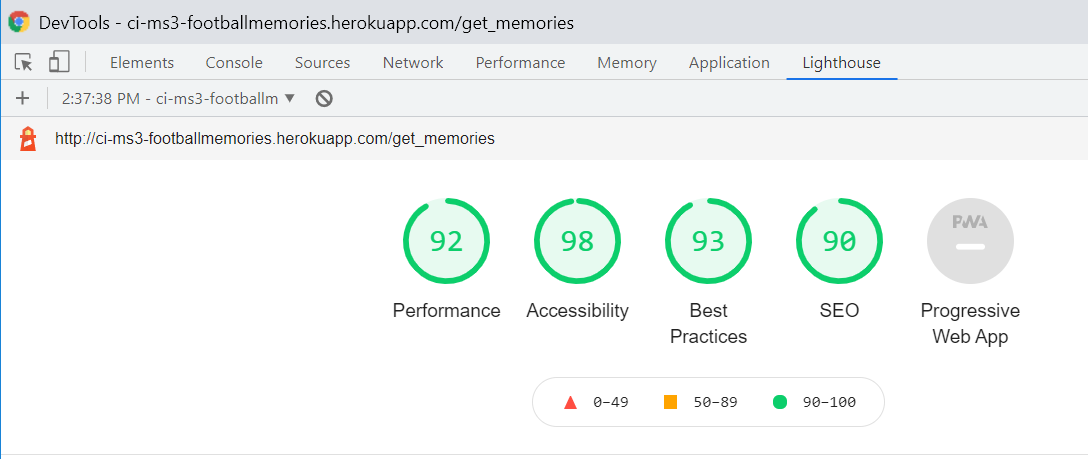 DevTools - ci-ms3-footballmemories.herokuapp.com/get_memories
Elements Console Sources Network Performance Memory Application Lighthouse
2:37:38 PM - ci-ms3-footballm
http://ci-ms3-footballmemories.herokuapp.com/get_memories
92 98 93 90 PWA
Performance Accessibility Best Practices SEO Progressive Web App
0–49 50–89 90–100